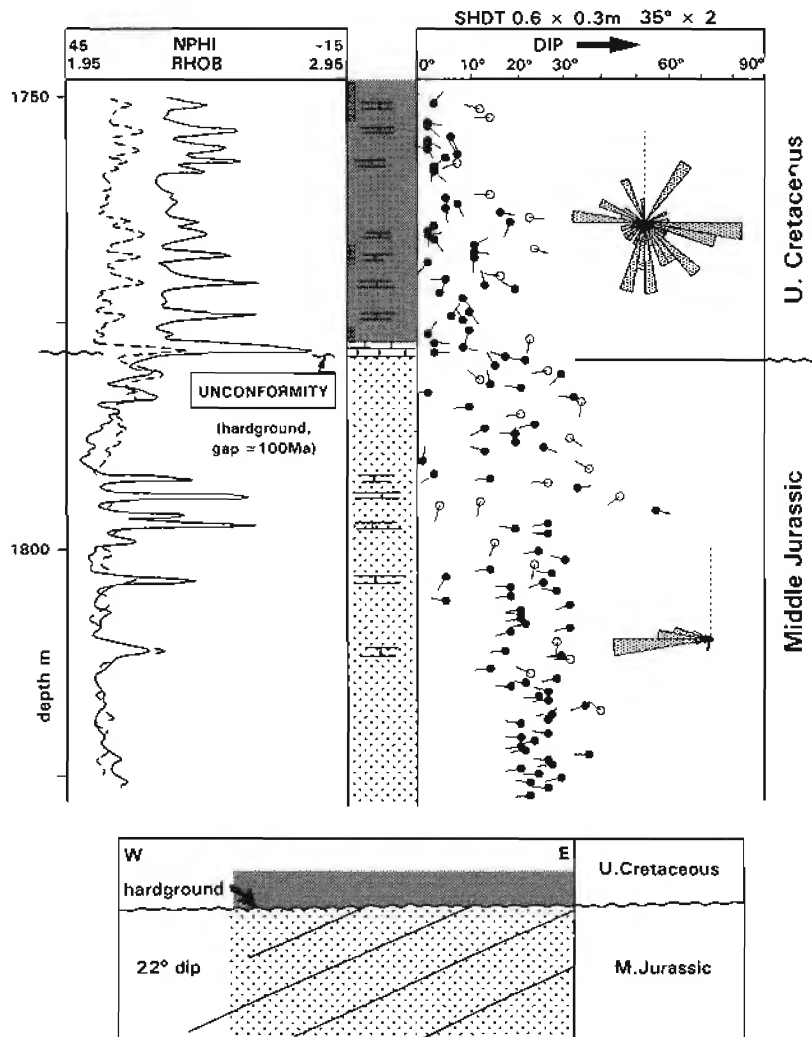 SHDT 0.6 × 0.3m 35° × 2
45 NPHI -15
1.95 RHOB 2.95
DIP
0° 10° 20° 30° 60° 90°
1750
U. Cretaceous
UNCONFORMITY
(hardground,
gap ≃ 100Ma)
1800
Middle Jurassic
depth m
W E
U.Cretaceous
hardground
22° dip
M.Jurassic